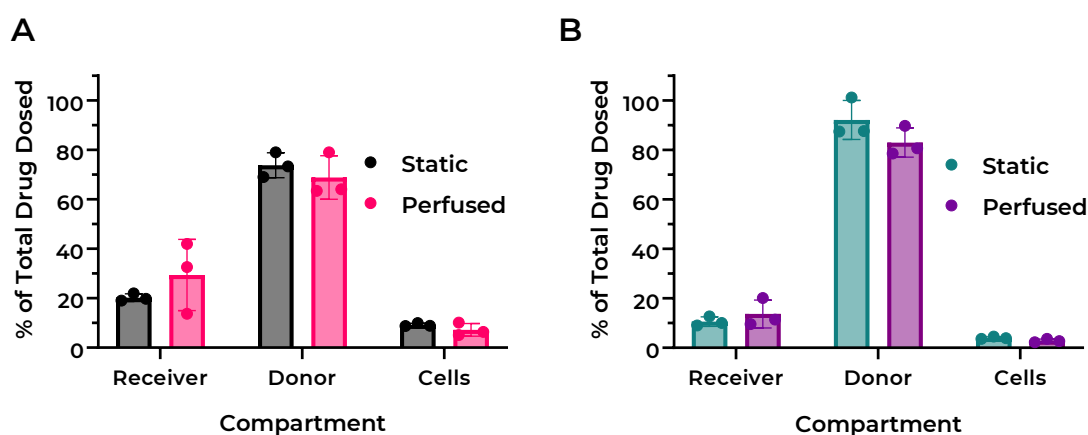 A
% of Total Drug Dosed
100
80
60
40
20
0
Static
Perfused
Receiver
Donor
Cells
Compartment
B
% of Total Drug Dosed
100
80
60
40
20
0
Static
Perfused
Receiver
Donor
Cells
Compartment